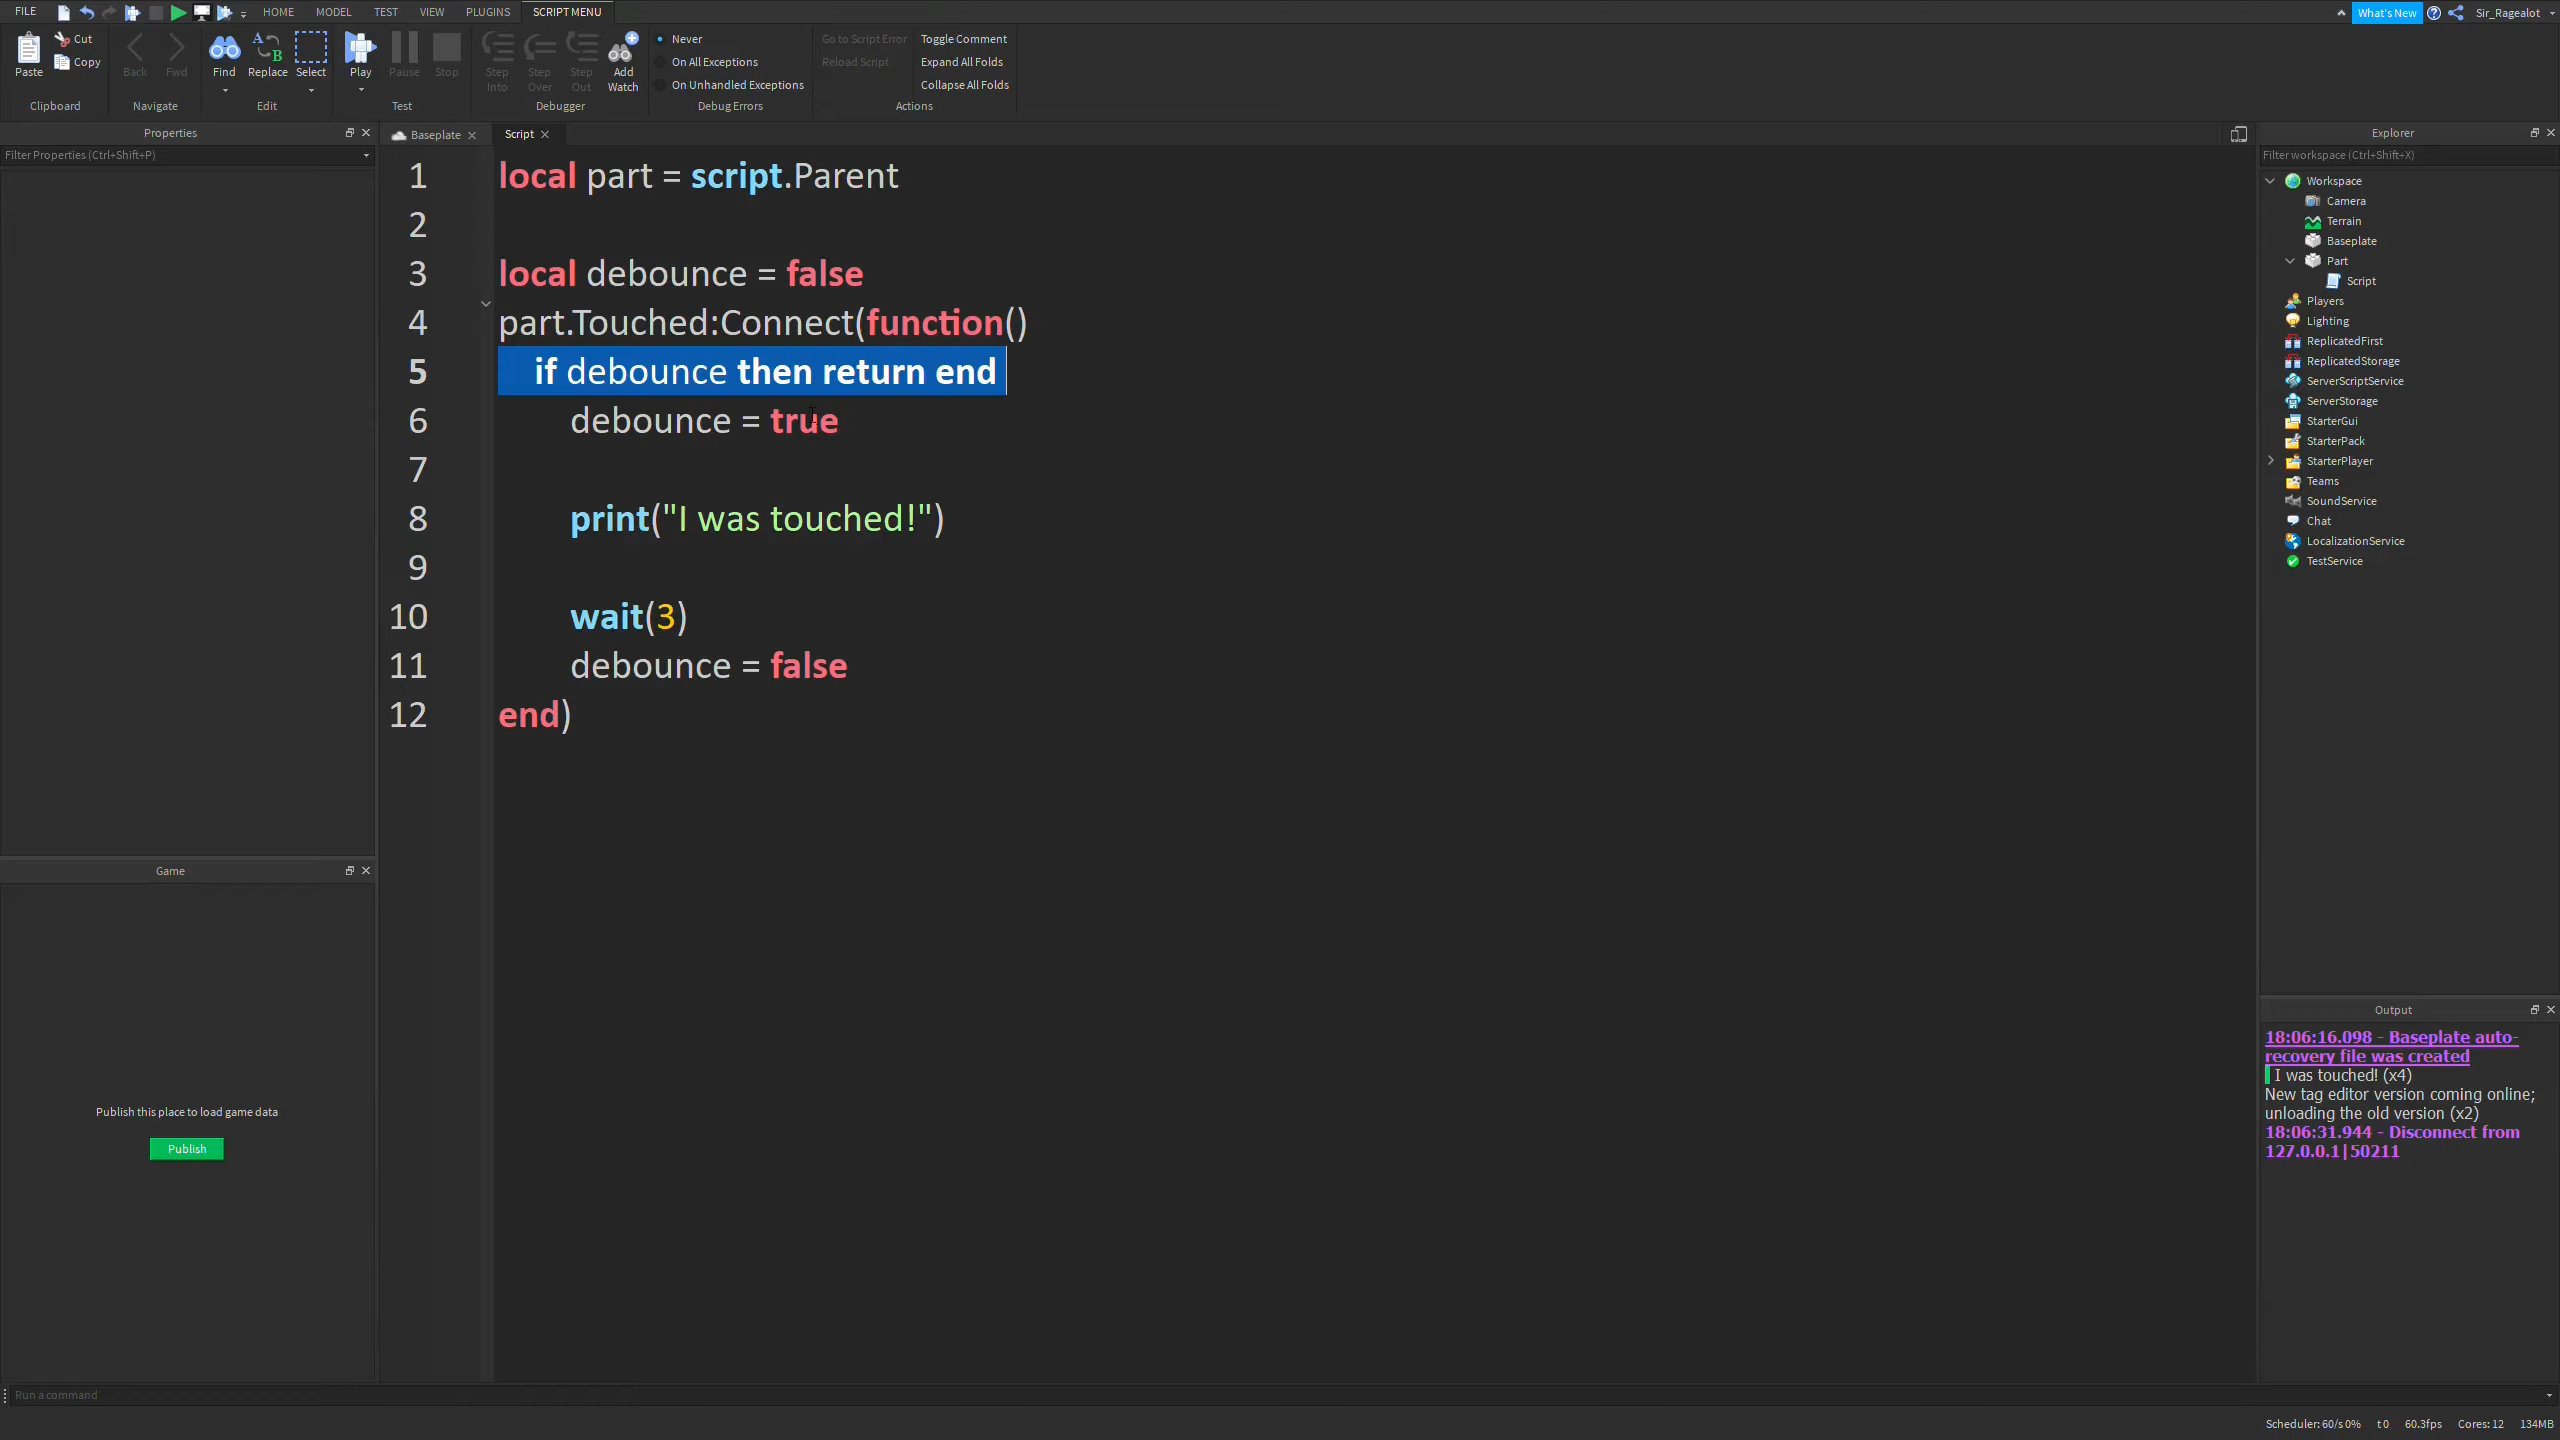 FILE HOME MODEL TEST VIEW PLUGINS SCRIPT MENU What's New Sir_Ragealot
Paste Cut Copy
Clipboard
Back Fwd
Navigate
Find Replace Select
Edit
Play Pause Stop
Test
Step Into Step Over Step Out Add Watch
Debugger
Never
On All Exceptions
On Unhandled Exceptions
Debug Errors
Go to Script Error
Reload Script
Toggle Comment
Expand All Folds
Collapse All Folds
Actions
Properties
Filter Properties (Ctrl+Shift+P)
Baseplate
Script
1 local part = script.Parent
2
3 local debounce = false
4 part.Touched:Connect(function()
5 if debounce then return end
6 debounce = true
7
8 print("I was touched!")
9
10 wait(3)
11 debounce = false
12 end)
Game
Publish this place to load game data
Publish
Explorer
Filter workspace (Ctrl+Shift+X)
Workspace
Camera
Terrain
Baseplate
Part
Script
Players
Lighting
ReplicatedFirst
ReplicatedStorage
ServerScriptService
ServerStorage
StarterGui
StarterPack
StarterPlayer
Teams
SoundService
Chat
LocalizationService
TestService
Output
18:06:16.098 - Baseplate auto-
recovery file was created
I was touched! (x4)
New tag editor version coming online;
unloading the old version (x2)
18:06:31.944 - Disconnect from
127.0.0.1|50211
Run a command
Scheduler: 60/s 0% t 0 60.3fps Cores: 12 134MB